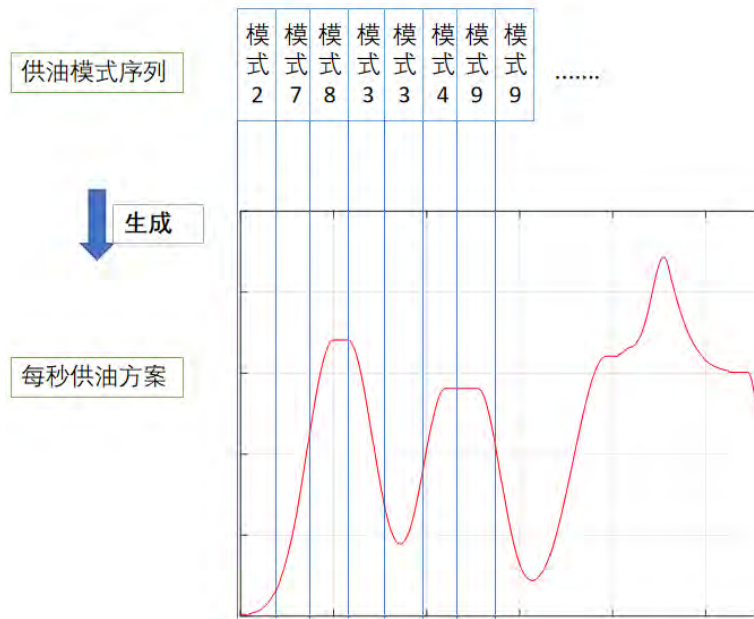 供油模式序列
模式2 模式7 模式8 模式3 模式3 模式4 模式9 模式9 .......
生成
每秒供油方案